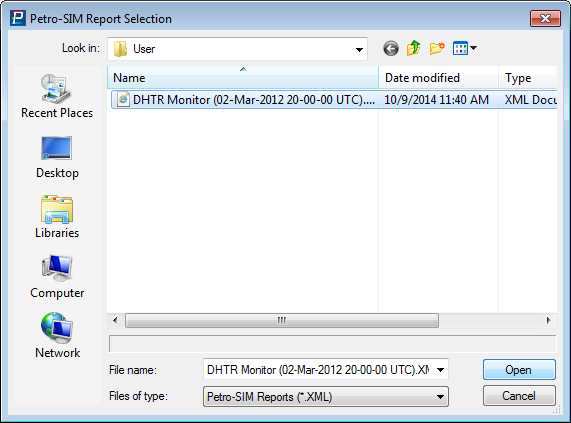 Petro-SIM Report Selection
Look in: User
Name Date modified Type
DHTR Monitor (02-Mar-2012 20-00-00 UTC).... 10/9/2014 11:40 AM XML Docu
Recent Places
Desktop
Libraries
Computer
Network
File name: DHTR Monitor (02-Mar-2012 20-00-00 UTC).XM Open
Files of type: Petro-SIM Reports (*.XML) Cancel